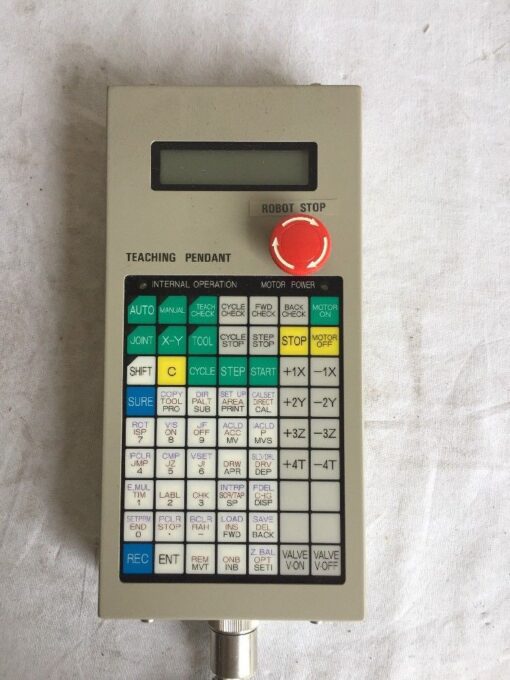 ROBOT STOP
TEACHING PENDANT
INTERNAL OPERATION MOTOR POWER
AUTO MANUAL TEACH CHECK CYCLE CHECK FWD CHECK BACK CHECK MOTOR ON
JOINT X-Y TOOL CYCLE STOP STEP STOP STOP MOTOR OFF
SHIFT C CYCLE STEP START +1X -1X
SURE COPY TOOL PRO DIR PALT SUB SET UP AREA PRINT CALSET DIRECT CAL +2Y -2Y
ROT ISP 7 VIS ON 8 JF OFF 9 ACLD ACC MV ACLD P MVS +3Z -3Z
PCLR JMP 4 CMP JZ 5 VSET JI 6 DRW APR DRV DEP +4T -4T
E.MUL TIM 1 LABL 2 CHK 3 INTRP SCR/TAP SP FDEL CHG DISP
SETPRM END 0 PCLR STOP . BCLR RAH - LOAD INS FWD SAVE DEL BACK
REC ENT REM MVT ONB INB Z BAL OPT SETI VALVE V·ON VALVE V·OFF